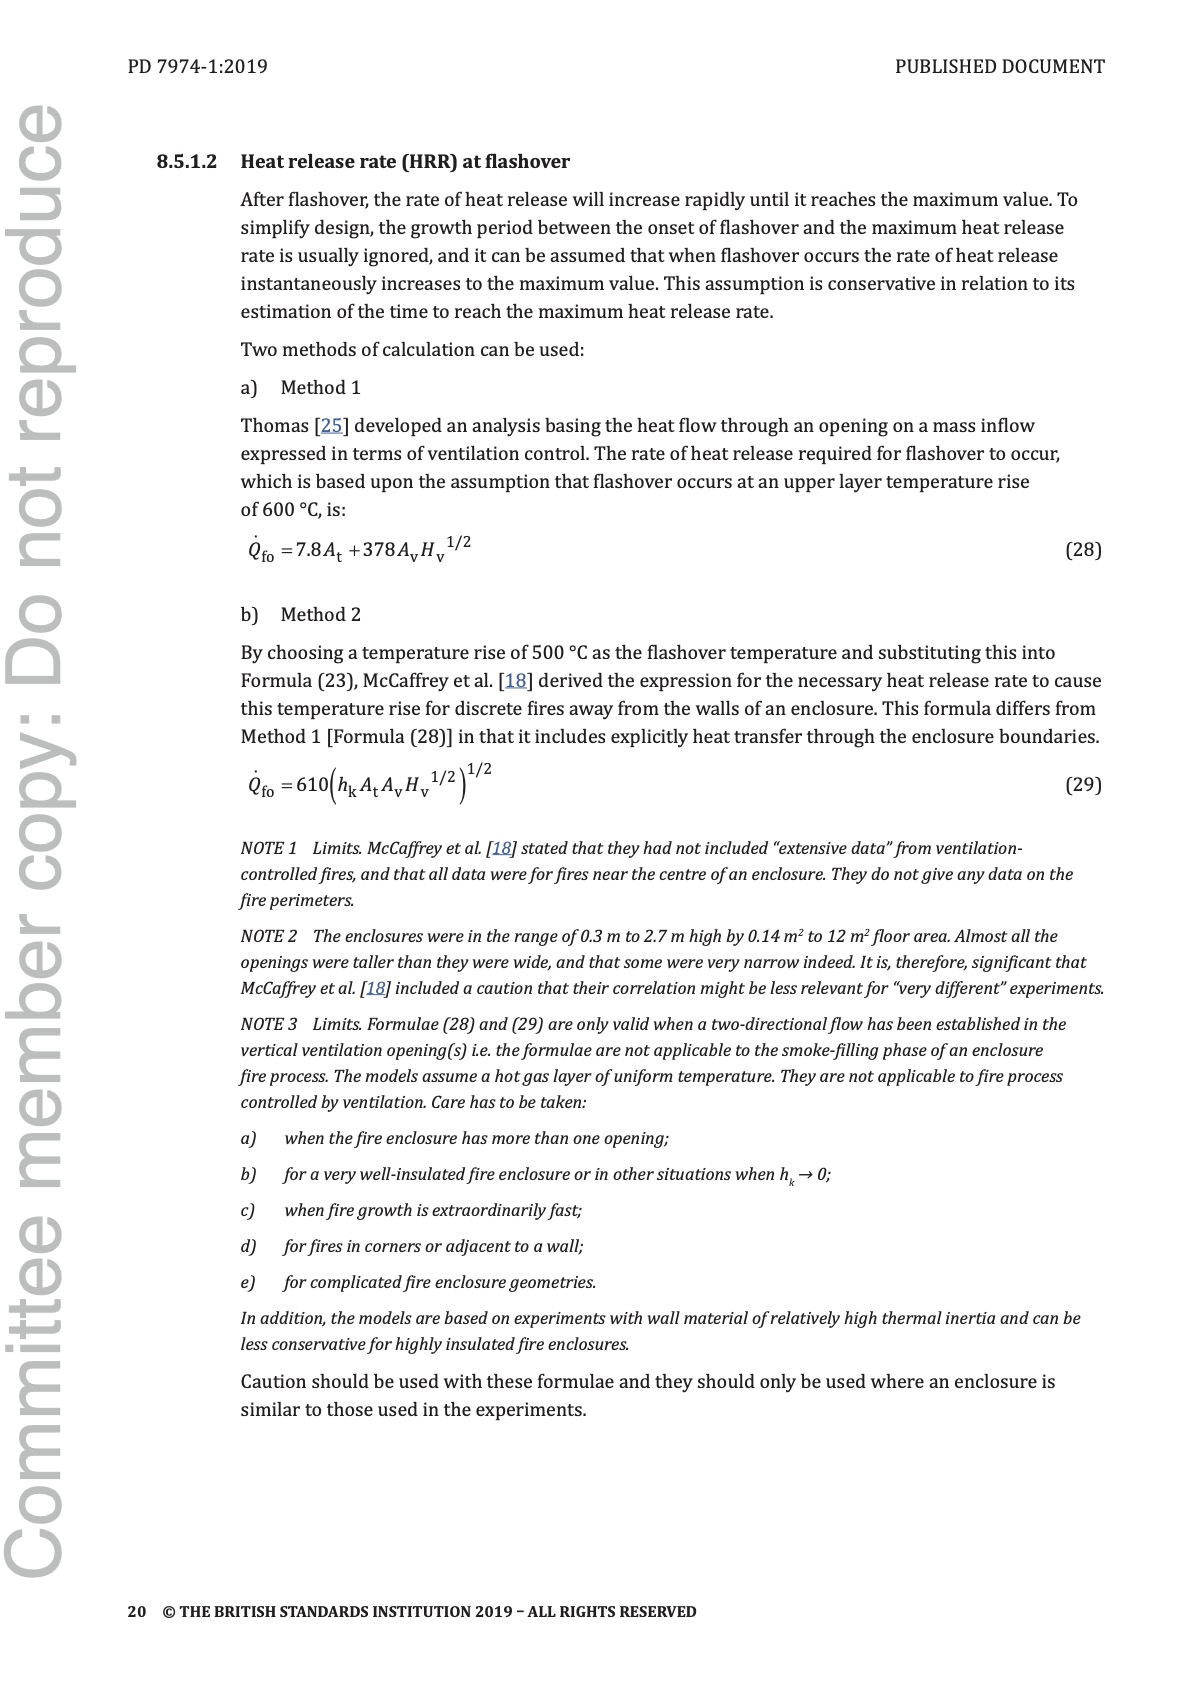 PD 7974-1:2019
PUBLISHED DOCUMENT
Committee member copy: Do not reproduce
8.5.1.2 Heat release rate (HRR) at flashover
After flashover, the rate of heat release will increase rapidly until it reaches the maximum value. To
simplify design, the growth period between the onset of flashover and the maximum heat release
rate is usually ignored, and it can be assumed that when flashover occurs the rate of heat release
instantaneously increases to the maximum value. This assumption is conservative in relation to its
estimation of the time to reach the maximum heat release rate.
Two methods of calculation can be used:
a) Method 1
Thomas [25] developed an analysis basing the heat flow through an opening on a mass inflow
expressed in terms of ventilation control. The rate of heat release required for flashover to occur,
which is based upon the assumption that flashover occurs at an upper layer temperature rise
of 600 °C, is:
Q̇_fo = 7.8 A_t + 378 A_v H_v^{1/2} (28)
b) Method 2
By choosing a temperature rise of 500 °C as the flashover temperature and substituting this into
Formula (23), McCaffrey et al. [18] derived the expression for the necessary heat release rate to cause
this temperature rise for discrete fires away from the walls of an enclosure. This formula differs from
Method 1 [Formula (28)] in that it includes explicitly heat transfer through the enclosure boundaries.
Q̇_fo = 610(h_k A_t A_v H_v^{1/2})^{1/2} (29)
NOTE 1 Limits. McCaffrey et al. [18] stated that they had not included “extensive data” from ventilation-
controlled fires, and that all data were for fires near the centre of an enclosure. They do not give any data on the
fire perimeters.
NOTE 2 The enclosures were in the range of 0.3 m to 2.7 m high by 0.14 m² to 12 m² floor area. Almost all the
openings were taller than they were wide, and that some were very narrow indeed. It is, therefore, significant that
McCaffrey et al. [18] included a caution that their correlation might be less relevant for “very different” experiments.
NOTE 3 Limits. Formulae (28) and (29) are only valid when a two-directional flow has been established in the
vertical ventilation opening(s) i.e. the formulae are not applicable to the smoke-filling phase of an enclosure
fire process. The models assume a hot gas layer of uniform temperature. They are not applicable to fire process
controlled by ventilation. Care has to be taken:
a) when the fire enclosure has more than one opening;
b) for a very well-insulated fire enclosure or in other situations when h_k → 0;
c) when fire growth is extraordinarily fast;
d) for fires in corners or adjacent to a wall;
e) for complicated fire enclosure geometries.
In addition, the models are based on experiments with wall material of relatively high thermal inertia and can be
less conservative for highly insulated fire enclosures.
Caution should be used with these formulae and they should only be used where an enclosure is
similar to those used in the experiments.
20 © THE BRITISH STANDARDS INSTITUTION 2019 – ALL RIGHTS RESERVED